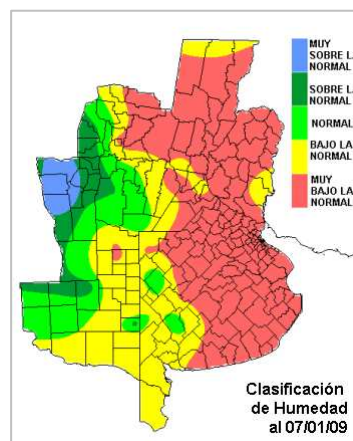 MUY
SOBRE LA
NORMAL
SOBRE LA
NORMAL
NORMAL
BAJO LA
NORMAL
MUY
BAJO LA
NORMAL
Clasificación
de Humedad
al 07/01/09